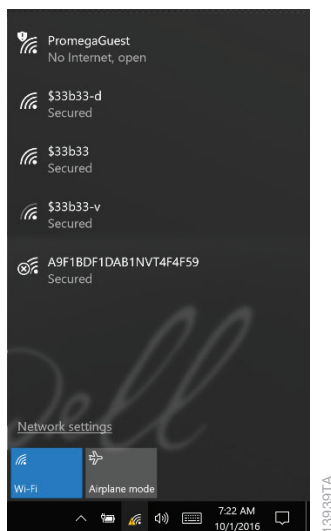 PromegaGuest
No Internet, open
$33b33-d
Secured
$33b33
Secured
$33b33-v
Secured
A9F1BDF1DAB1NVT4F4F59
Secured
Dell
Network settings
Wi-Fi
Airplane mode
7:22 AM
10/1/2016
13939TA